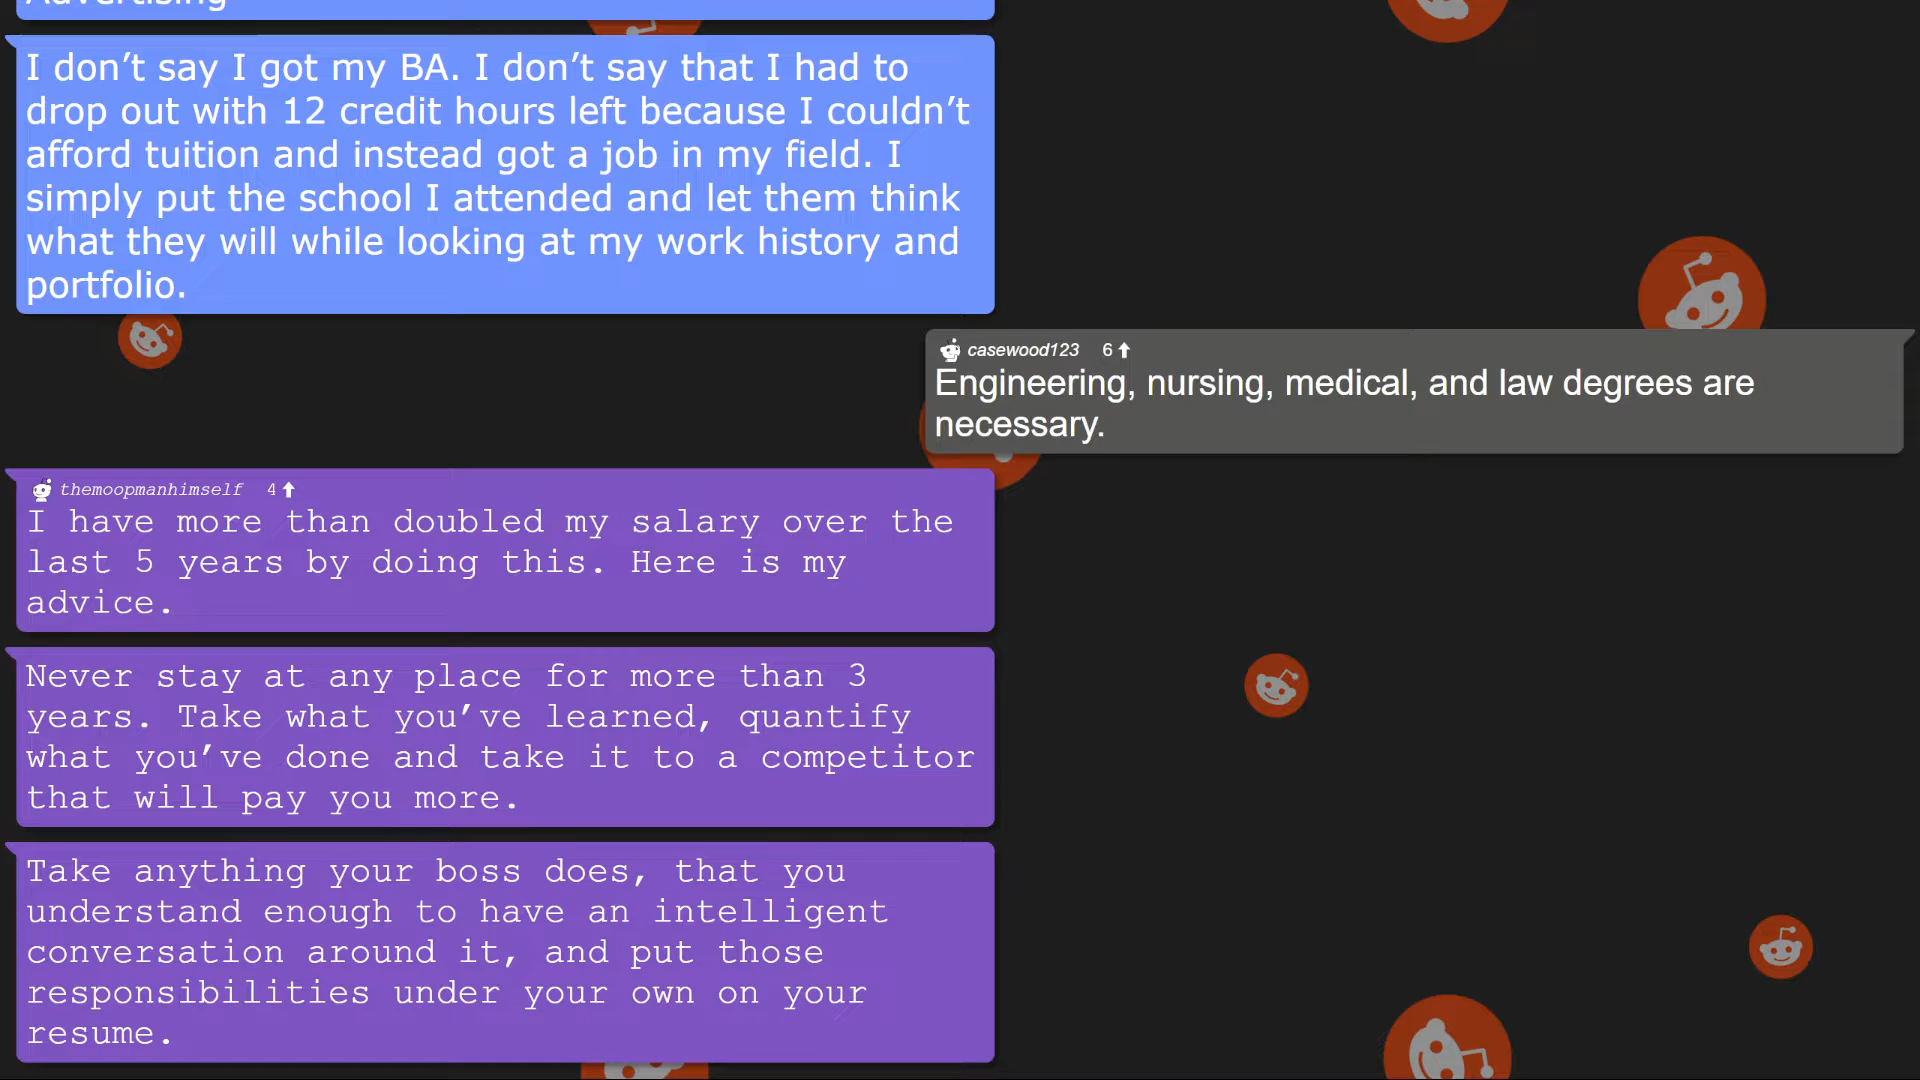 Advertising
I don’t say I got my BA. I don’t say that I had to
drop out with 12 credit hours left because I couldn’t
afford tuition and instead got a job in my field. I
simply put the school I attended and let them think
what they will while looking at my work history and
portfolio.
casewood123 6
Engineering, nursing, medical, and law degrees are
necessary.
themoopmanhimself 4
I have more than doubled my salary over the
last 5 years by doing this. Here is my
advice.
Never stay at any place for more than 3
years. Take what you’ve learned, quantify
what you’ve done and take it to a competitor
that will pay you more.
Take anything your boss does, that you
understand enough to have an intelligent
conversation around it, and put those
responsibilities under your own on your
resume.